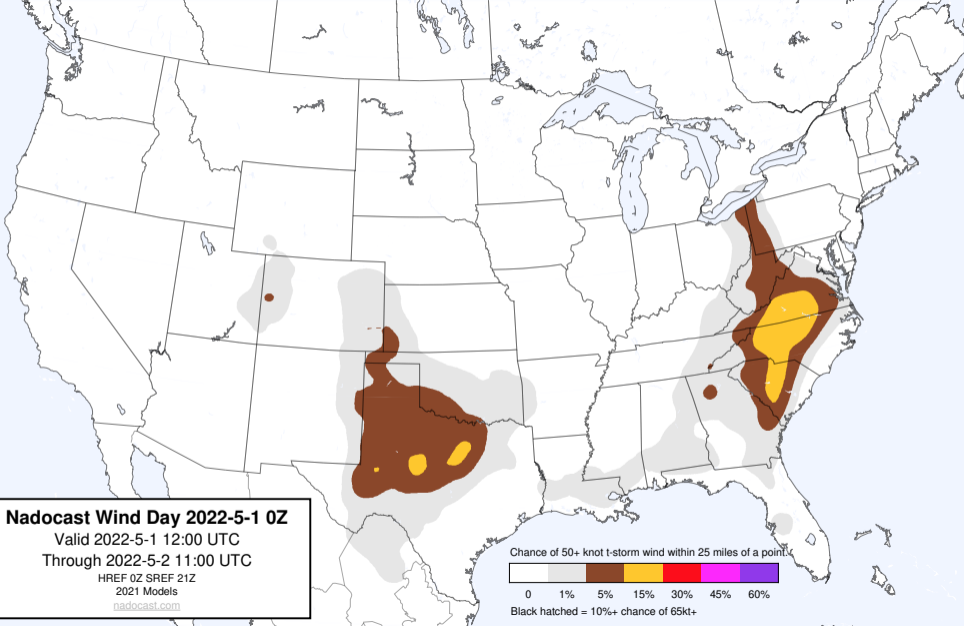 Nadocast Wind Day 2022-5-1 0Z
Valid 2022-5-1 12:00 UTC
Through 2022-5-2 11:00 UTC
HREF 0Z SREF 21Z
2021 Models
nadocast.com
Chance of 50+ knot t-storm wind within 25 miles of a point.
0 1% 5% 15% 30% 45% 60%
Black hatched = 10%+ chance of 65kt+